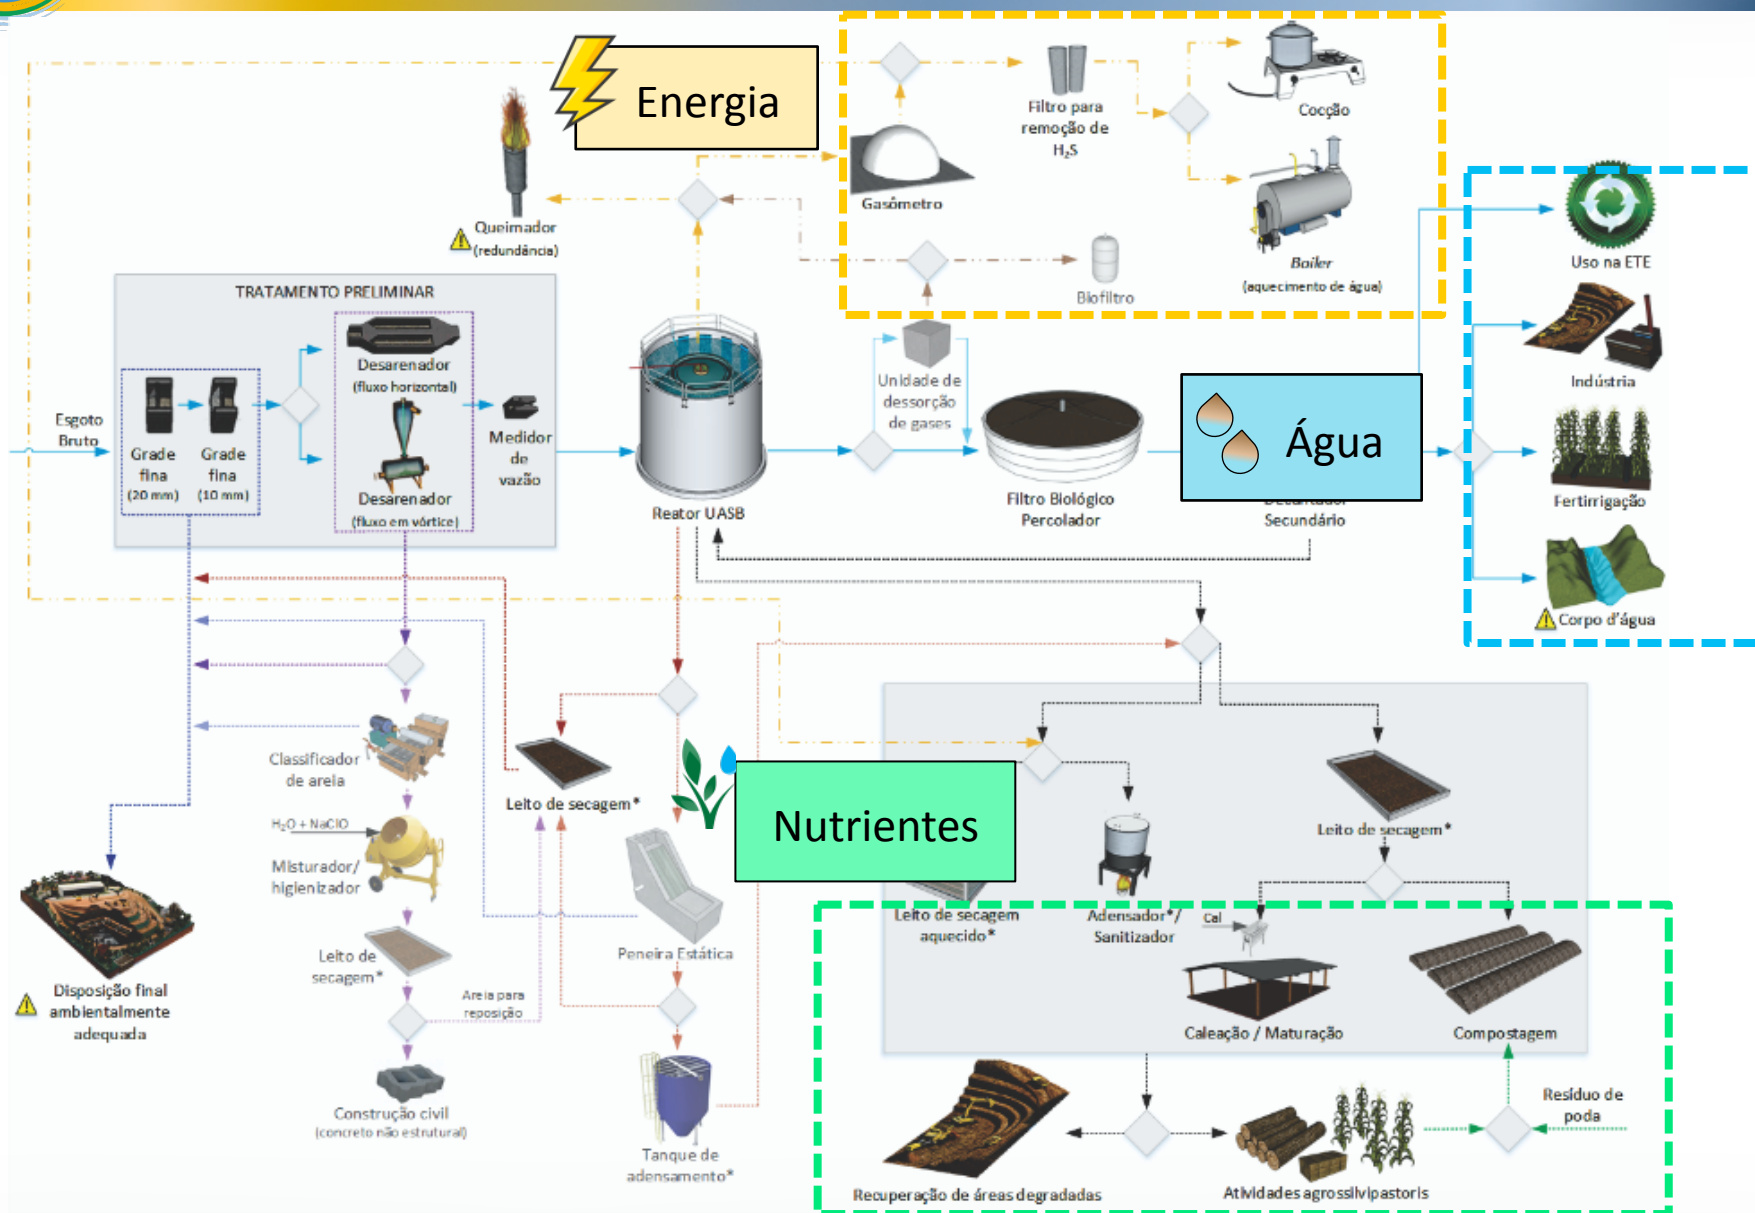 Energia
Filtro para
remoção de
H₂S
Cocção
Gasômetro
Queimador
(redundância)
Boiler
(aquecimento de água)
Biofiltro
Uso na ETE
TRATAMENTO PRELIMINAR
Desarenador
(fluxo horizontal)
Unidade de
dessorção
de gases
Indústria
Esgoto
Bruto
Grade
fina
(20 mm)
Grade
fina
(10 mm)
Medidor
de
vazão
Desarenador
(fluxo em vórtice)
Reator UASB
Filtro Biológico
Percolador
Água
Decantador
Secundário
Fertirrigação
Corpo d'água
Classificador
de areia
Leito de secagem*
Nutrientes
Leito de secagem*
H₂O + NaClO
Misturador/
higienizador
Leito de secagem
aquecido*
Adensador*/
Sanitizador
Cal
Peneira Estática
Leito de
secagem*
Areia para
reposição
Disposição final
ambientalmente
adequada
Caleação / Maturação
Compostagem
Construção civil
(concreto não estrutural)
Tanque de
adensamento*
Resíduo de
poda
Recuperação de áreas degradadas
Atividades agrossilvipastoris